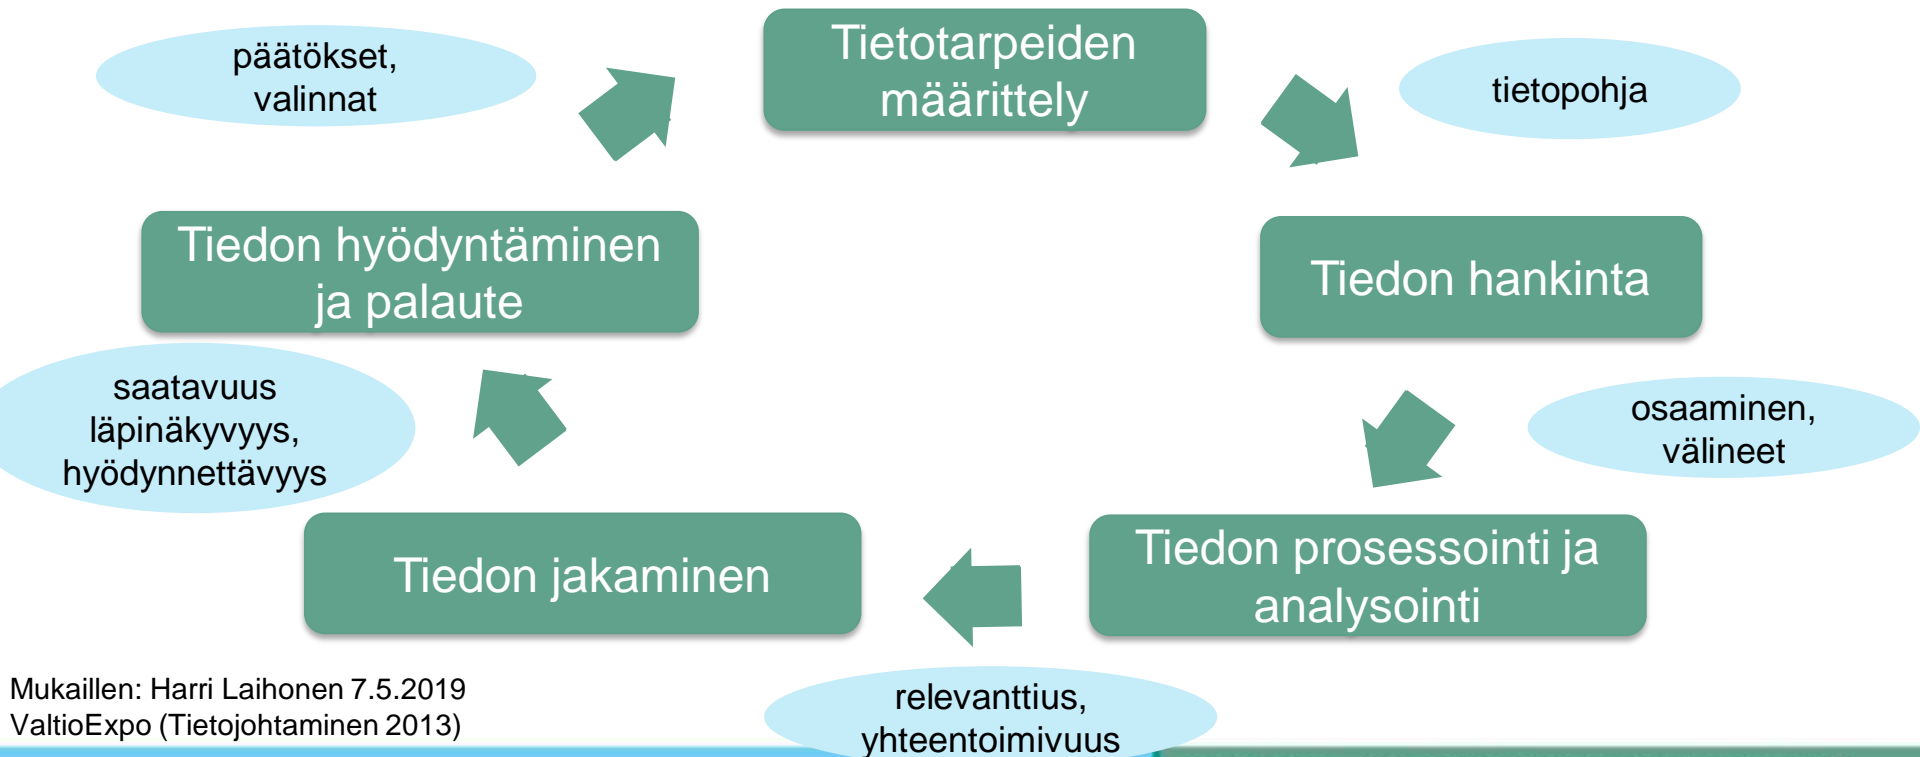 päätökset,
valinnat
Tietotarpeiden
määrittely
tietopohja
Tiedon hyödyntäminen
ja palaute
Tiedon hankinta
saatavuus
läpinäkyvyys,
hyödynnettävyys
osaaminen,
välineet
Tiedon jakaminen
Tiedon prosessointi ja
analysointi
Mukaillen: Harri Laihonen 7.5.2019
ValtioExpo (Tietojohtaminen 2013)
relevanttius,
yhteentoimivuus